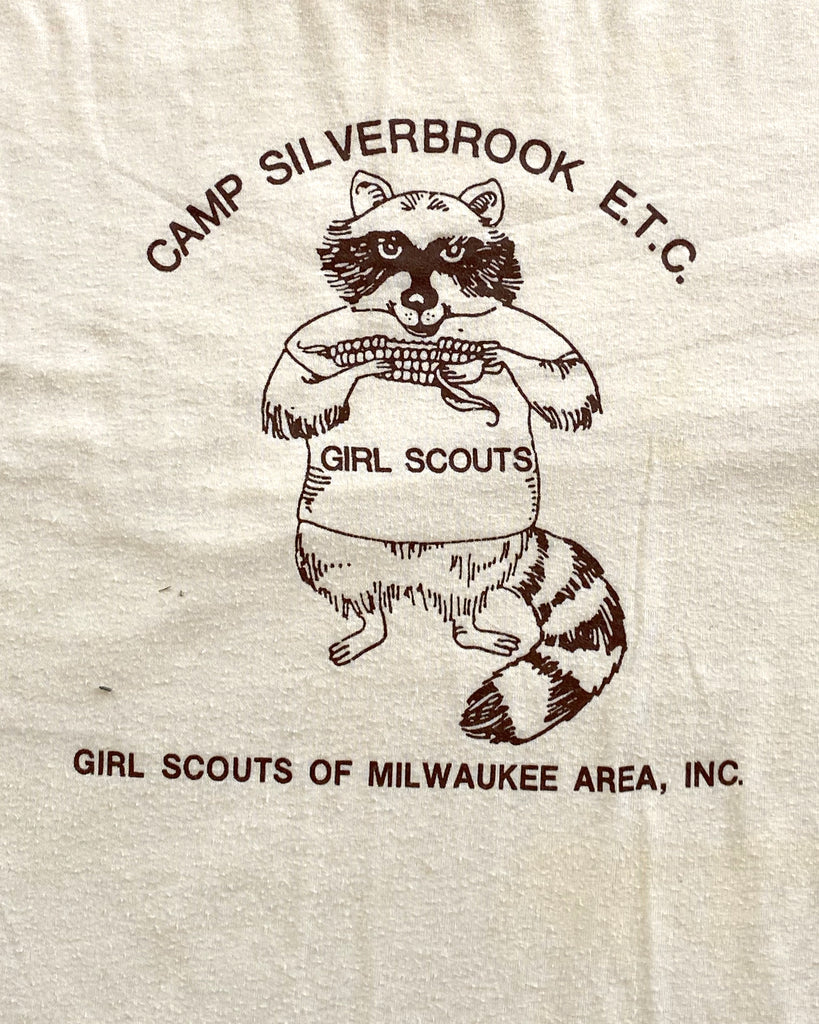 CAMP SILVERBROOK E.T.C.
GIRL SCOUTS
GIRL SCOUTS OF MILWAUKEE AREA, INC.